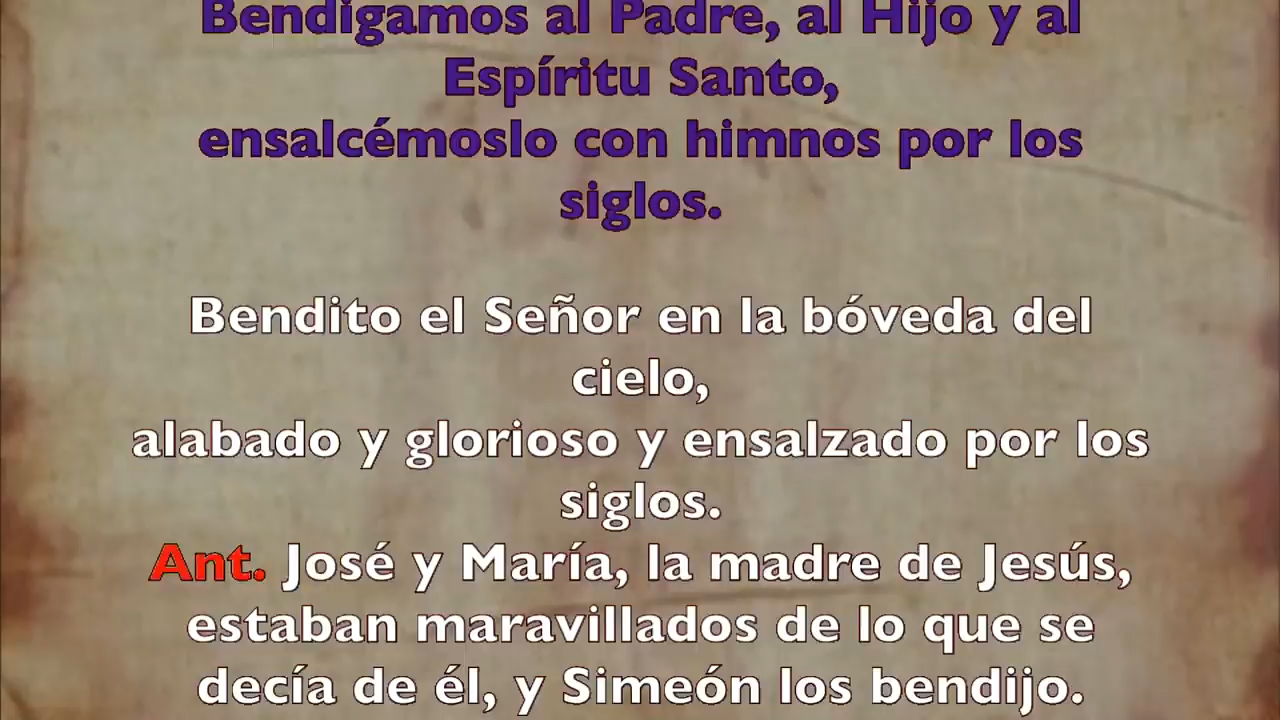 Bendigamos al Padre, al Hijo y al
Espíritu Santo,
ensalcémoslo con himnos por los
siglos.
Bendito el Señor en la bóveda del
cielo,
alabado y glorioso y ensalzado por los
siglos.
Ant. José y María, la madre de Jesús,
estaban maravillados de lo que se
decía de él, y Simeón los bendijo.